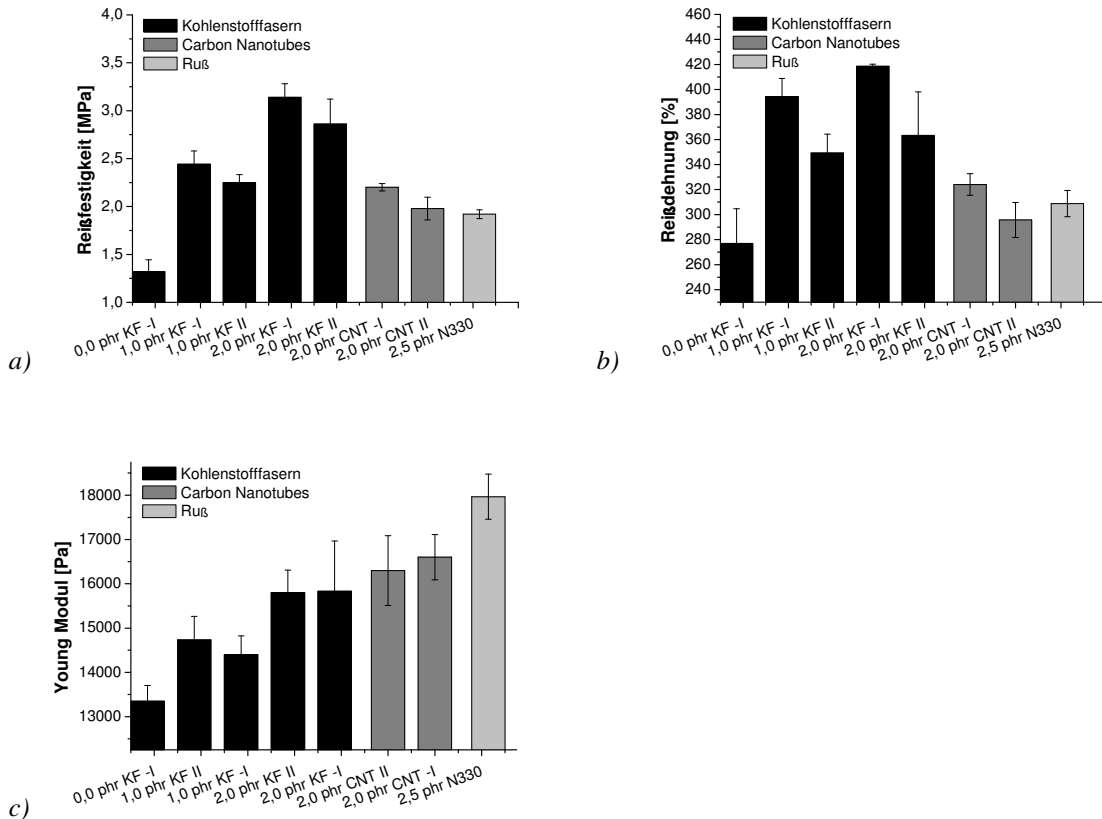 4,0
3,5
3,0
2,5
2,0
1,5
1,0
Reißfestigkeit [MPa]
Kohlenstofffasern
Carbon Nanotubes
Ruß
0,0 phr KF -I
1,0 phr KF -I
1,0 phr KF II
2,0 phr KF -I
2,0 phr KF II
2,0 phr CNT -I
2,0 phr CNT II
2,5 phr N330
a)
460
440
420
400
380
360
340
320
300
280
260
240
Reißdehnung [%]
Kohlenstofffasern
Carbon Nanotubes
Ruß
0,0 phr KF -I
1,0 phr KF -I
1,0 phr KF II
2,0 phr KF -I
2,0 phr KF II
2,0 phr CNT -I
2,0 phr CNT II
2,5 phr N330
b)
18000
17000
16000
15000
14000
13000
Young Modul [Pa]
Kohlenstofffasern
Carbon Nanotubes
Ruß
0,0 phr KF -I
1,0 phr KF II
1,0 phr KF -I
2,0 phr KF II
2,0 phr KF -I
2,0 phr CNT II
2,0 phr CNT -I
2,5 phr N330
c)